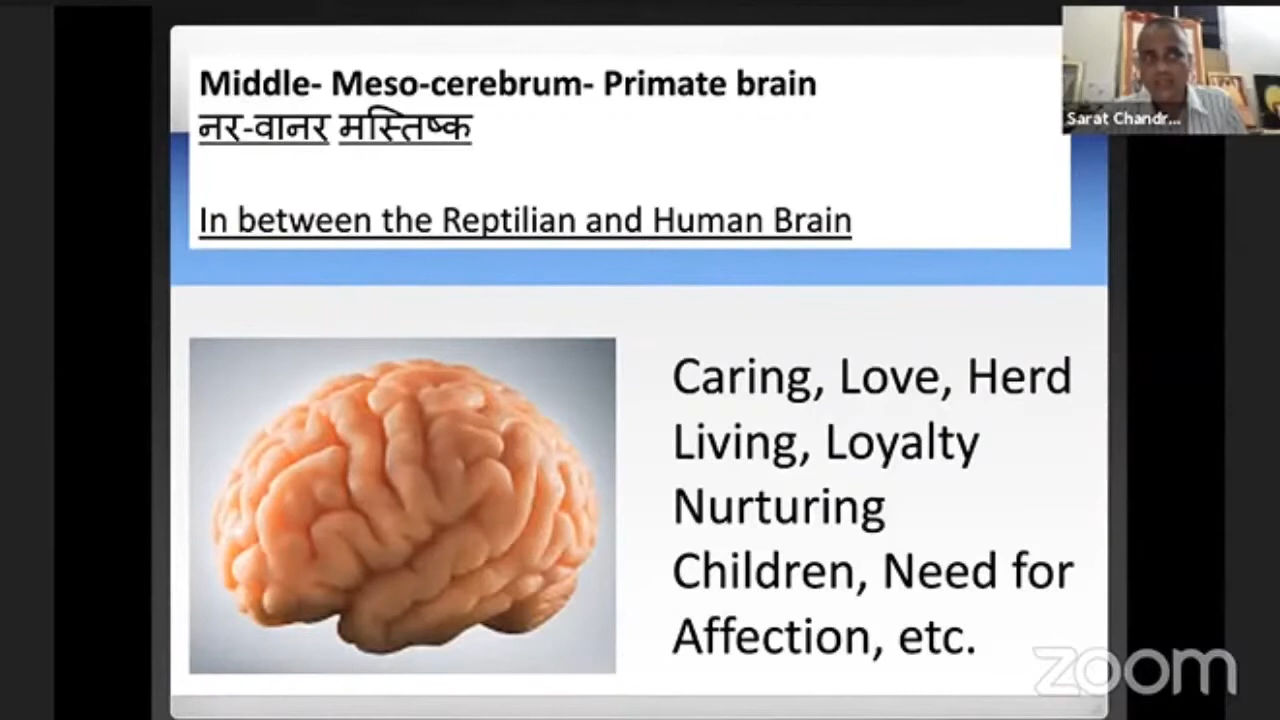 Middle- Meso-cerebrum- Primate brain
नर-वानर मस्तिष्क
In between the Reptilian and Human Brain
Caring, Love, Herd
Living, Loyalty
Nurturing
Children, Need for
Affection, etc.
Sarat Chandr...
zoom